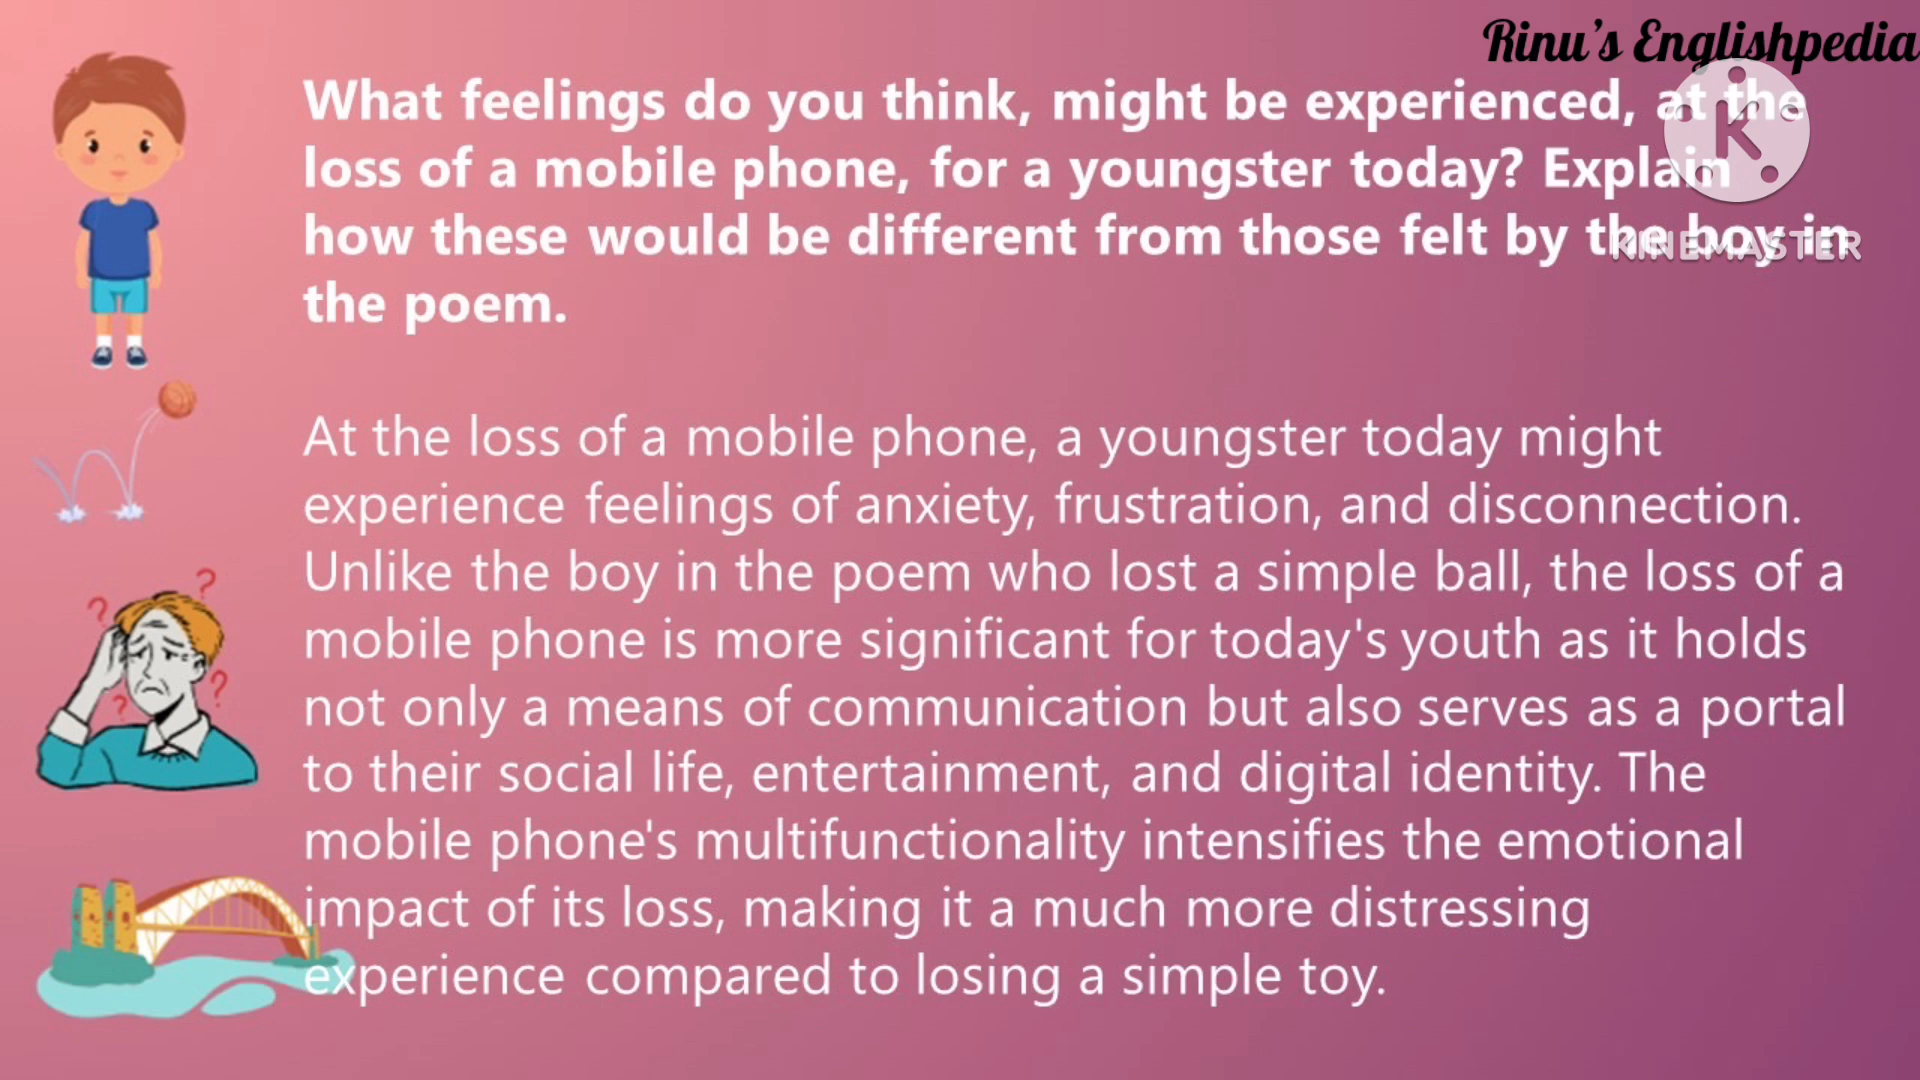 Rinu's Englishpedia
What feelings do you think, might be experienced, at the
loss of a mobile phone, for a youngster today? Explain
how these would be different from those felt by the boy in
the poem.
K
KINEMASTER
At the loss of a mobile phone, a youngster today might
experience feelings of anxiety, frustration, and disconnection.
Unlike the boy in the poem who lost a simple ball, the loss of a
mobile phone is more significant for today's youth as it holds
not only a means of communication but also serves as a portal
to their social life, entertainment, and digital identity. The
mobile phone's multifunctionality intensifies the emotional
impact of its loss, making it a much more distressing
experience compared to losing a simple toy.